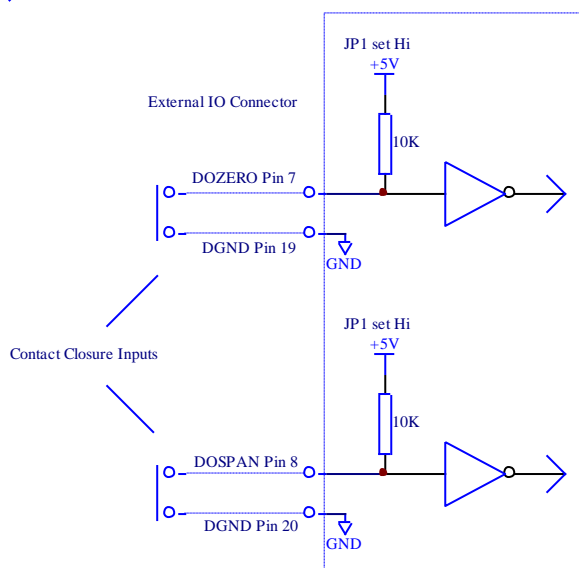 JP1 set Hi
+5V
External IO Connector
10K
DOZERO Pin 7
DGND Pin 19
GND
Contact Closure Inputs
JP1 set Hi
+5V
10K
DOSPAN Pin 8
DGND Pin 20
GND